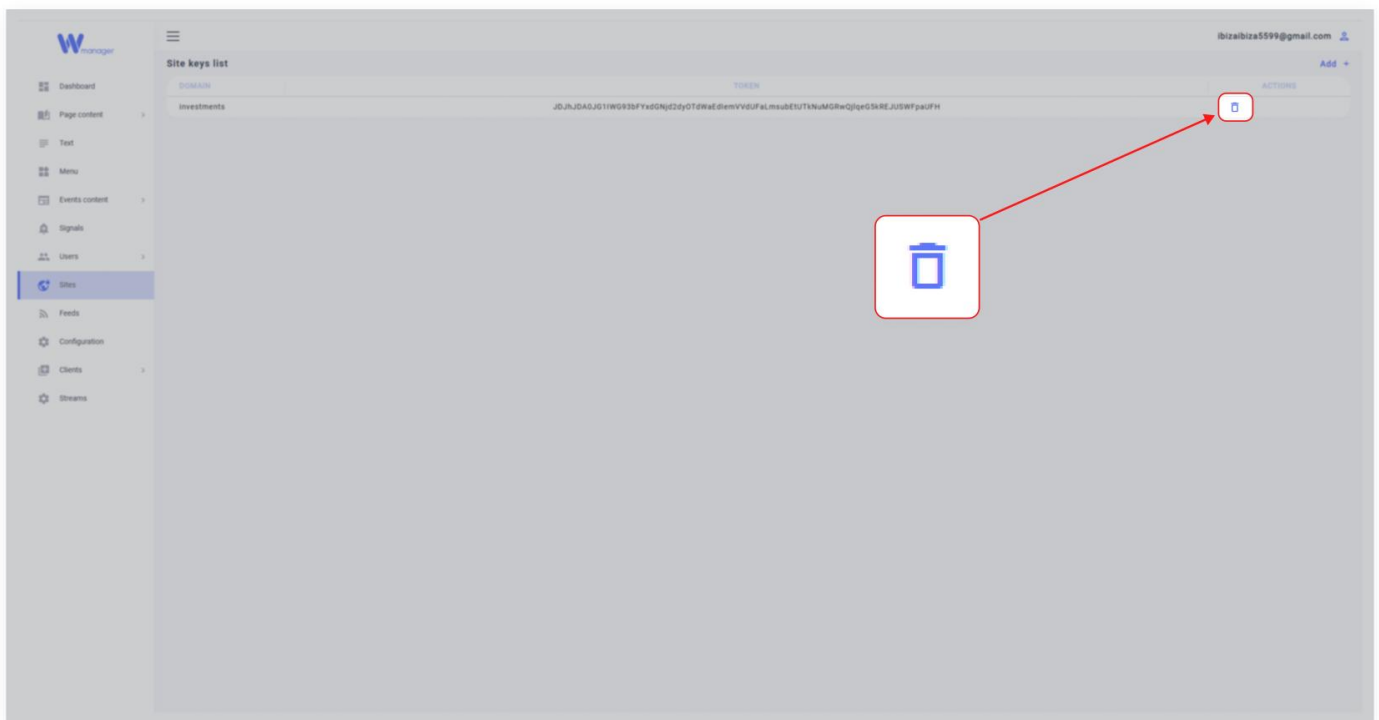 W manager
ibizaibiza5599@gmail.com
Site keys list
Add +
DOMAIN TOKEN ACTIONS
investments
Dashboard
Page content
Text
Menu
Events content
Signals
Users
Sites
Feeds
Configuration
Clients
Streams